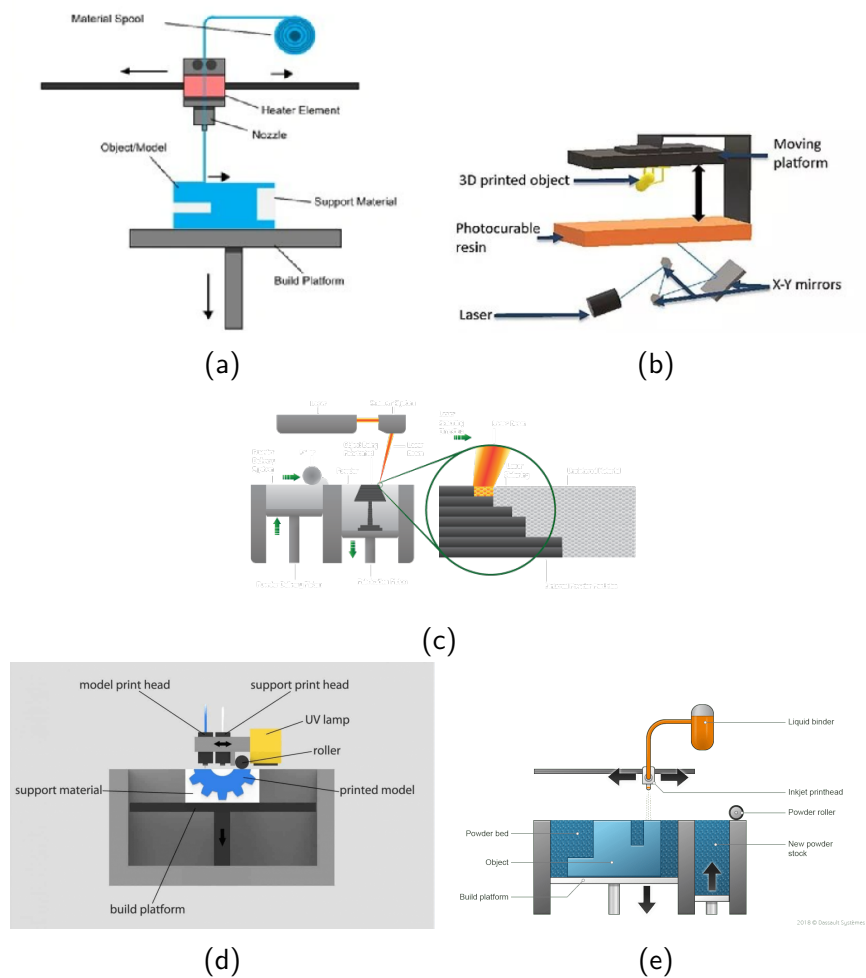 Material Spool
Heater Element
Nozzle
Object/Model
Support Material
Build Platform
(a)
Moving
platform
3D printed object
Photocurable
resin
X-Y mirrors
Laser
(b)
(c)
model print head
support print head
UV lamp
roller
support material
printed model
build platform
(d)
Liquid binder
Inkjet printhead
Powder roller
Powder bed
New powder
stock
Object
Build platform
2018 © Dassault Systèmes
(e)